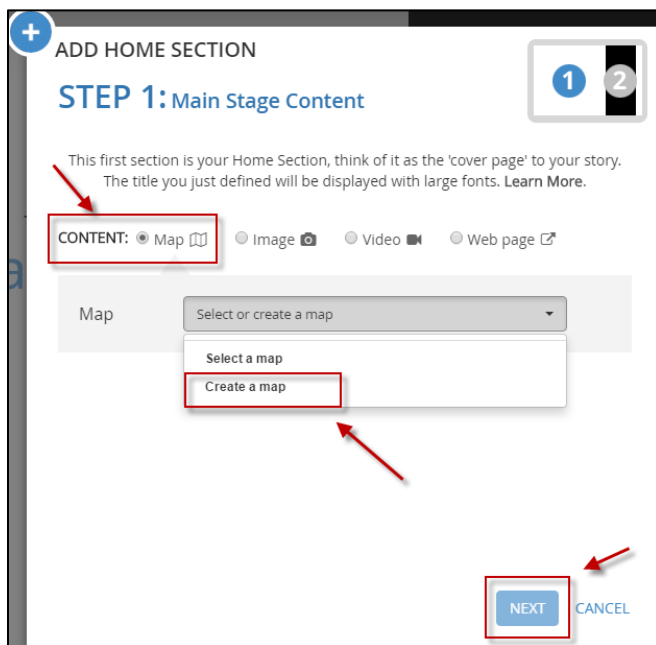 ADD HOME SECTION
STEP 1: Main Stage Content
1 2
This first section is your Home Section, think of it as the 'cover page' to your story.
The title you just defined will be displayed with large fonts. Learn More.
CONTENT: Map Image Video Web page
Map Select or create a map
Select a map
Create a map
NEXT CANCEL